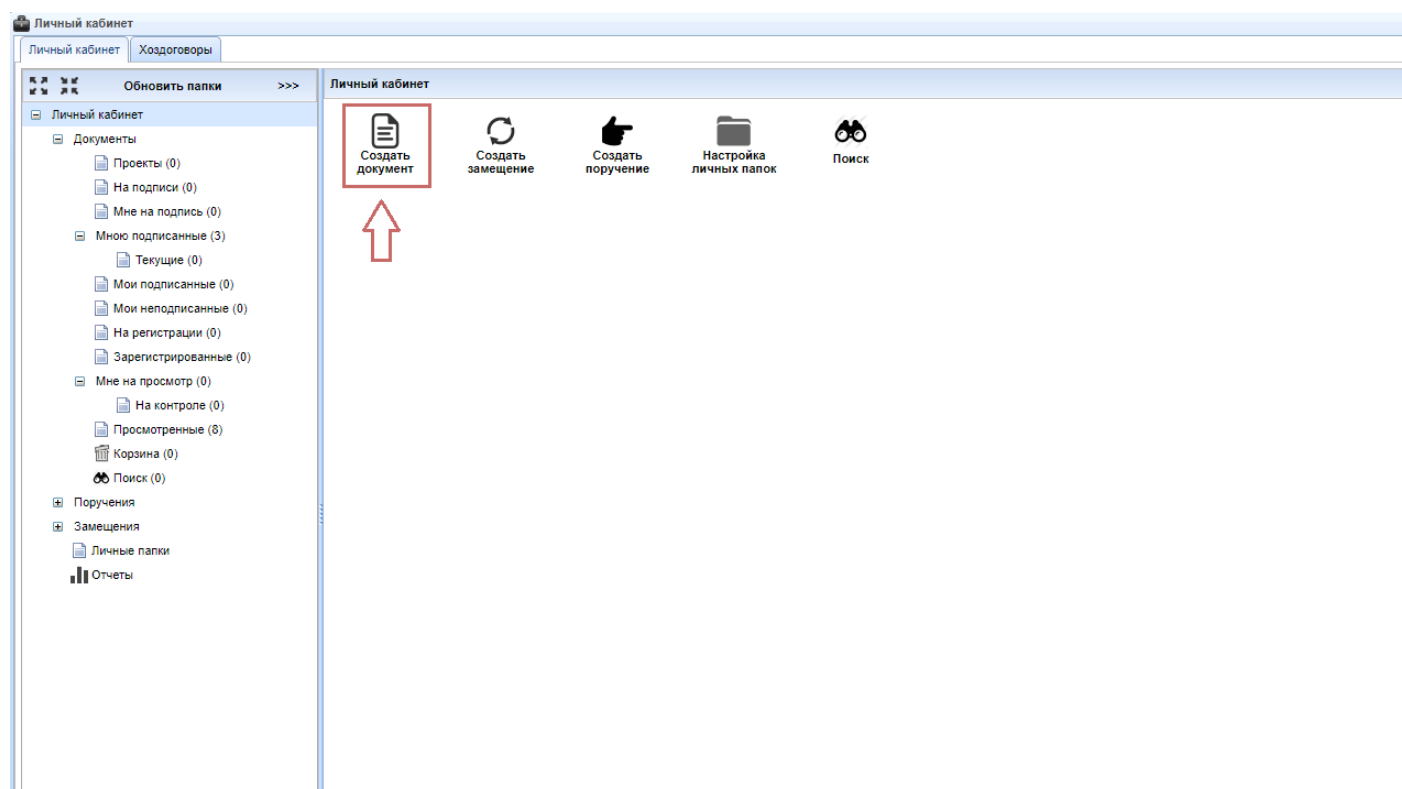 Личный кабинет
Личный кабинет Хоздоговоры
Обновить папки >>>
Личный кабинет
Документы
Проекты (0)
На подписи (0)
Мне на подпись (0)
Мною подписанные (3)
Текущие (0)
Мои подписанные (0)
Мои неподписанные (0)
На регистрации (0)
Зарегистрированные (0)
Мне на просмотр (0)
На контроле (0)
Просмотренные (8)
Корзина (0)
Поиск (0)
Поручения
Замещения
Личные папки
Отчеты
Личный кабинет
Создать
документ
Создать
замещение
Создать
поручение
Настройка
личных папок
Поиск